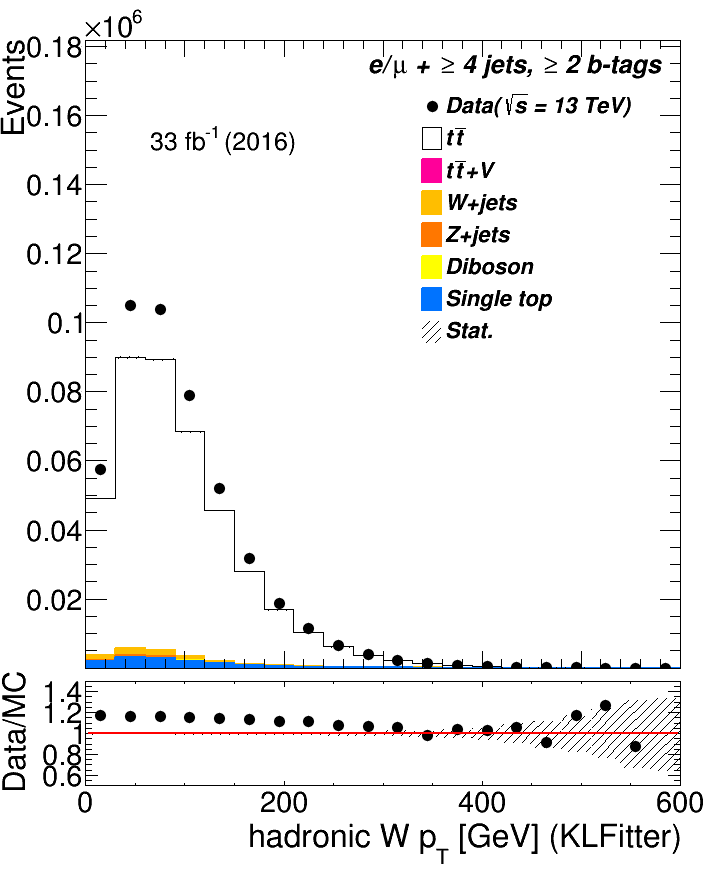 ×10⁶
Events
0.18
0.16
0.14
0.12
0.1
0.08
0.06
0.04
0.02
e/μ + ≥ 4 jets, ≥ 2 b-tags
33 fb⁻¹ (2016)
Data(√s = 13 TeV)
tt̅
tt̅+V
W+jets
Z+jets
Diboson
Single top
Stat.
Data/MC
1.4
1.2
1
0.8
0.6
0 200 400 600
hadronic W p_T [GeV] (KLFitter)